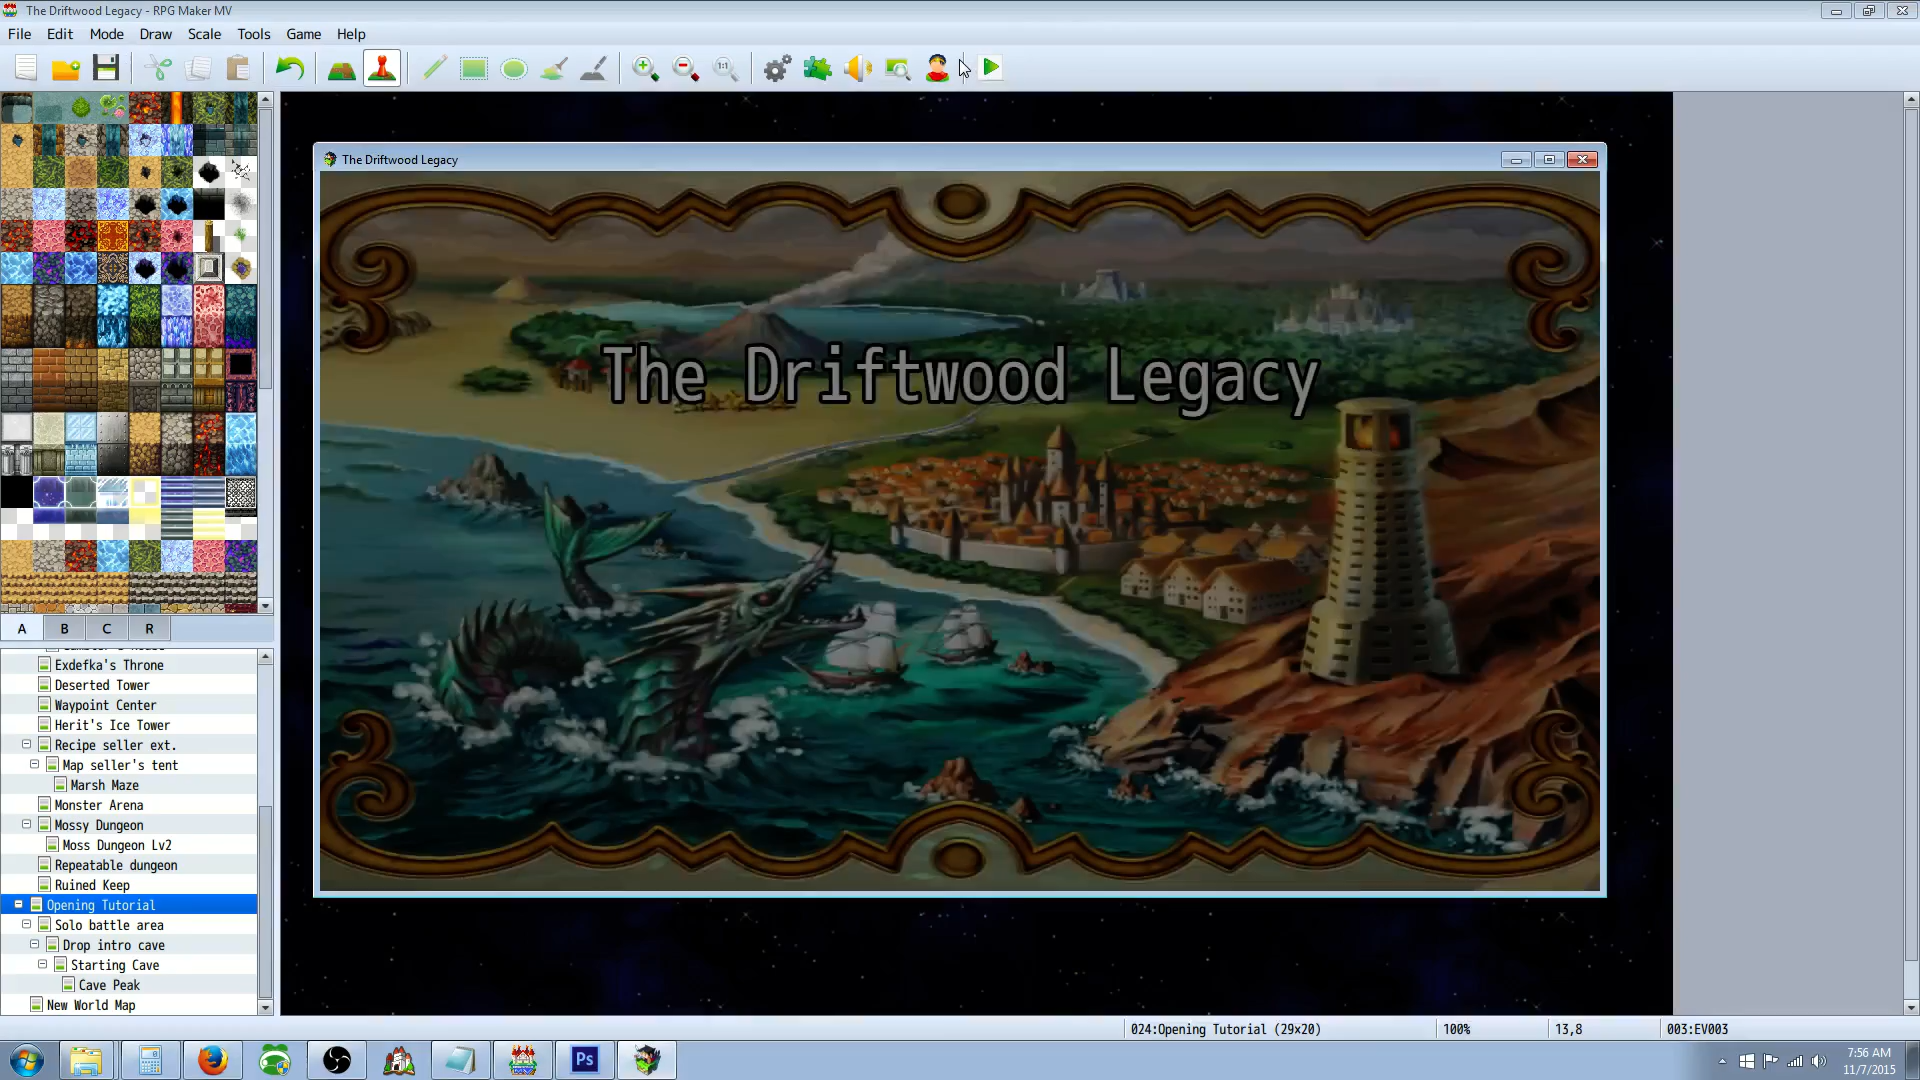 The Driftwood Legacy - RPG Maker MV
File Edit Mode Draw Scale Tools Game Help
1:1
The Driftwood Legacy
The Driftwood Legacy
A B C R
Exdefka's Throne
Deserted Tower
Waypoint Center
Herit's Ice Tower
Recipe seller ext.
Map seller's tent
Marsh Maze
Monster Arena
Mossy Dungeon
Moss Dungeon Lv2
Repeatable dungeon
Ruined Keep
Opening Tutorial
Solo battle area
Drop intro cave
Starting Cave
Cave Peak
New World Map
024:Opening Tutorial (29x20) 100% 13,8 003:EV003
Ps
7:56 AM
11/7/2015